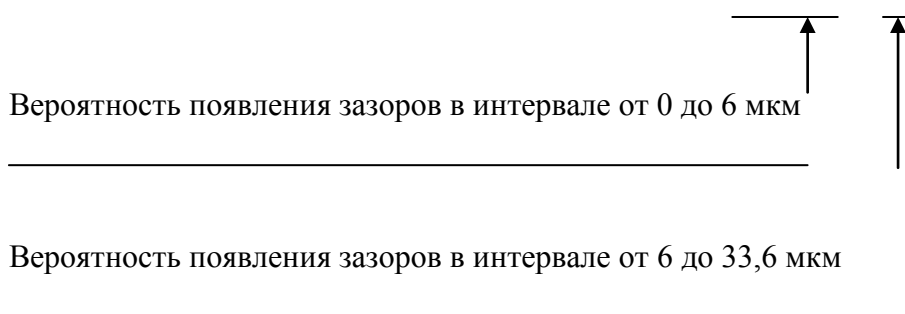 Вероятность появления зазоров в интервале от 0 до 6 мкм
Вероятность появления зазоров в интервале от 6 до 33,6 мкм